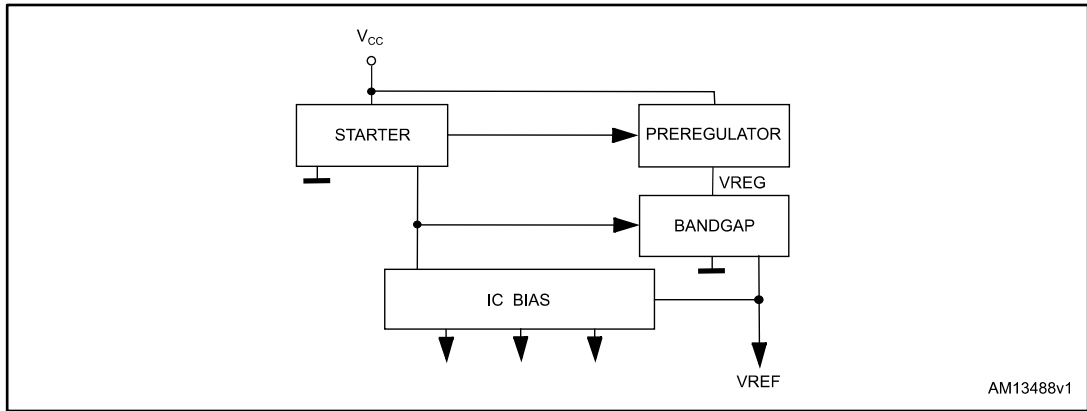 VCC
STARTER
PREREGULATOR
VREG
BANDGAP
IC BIAS
VREF
AM13488v1